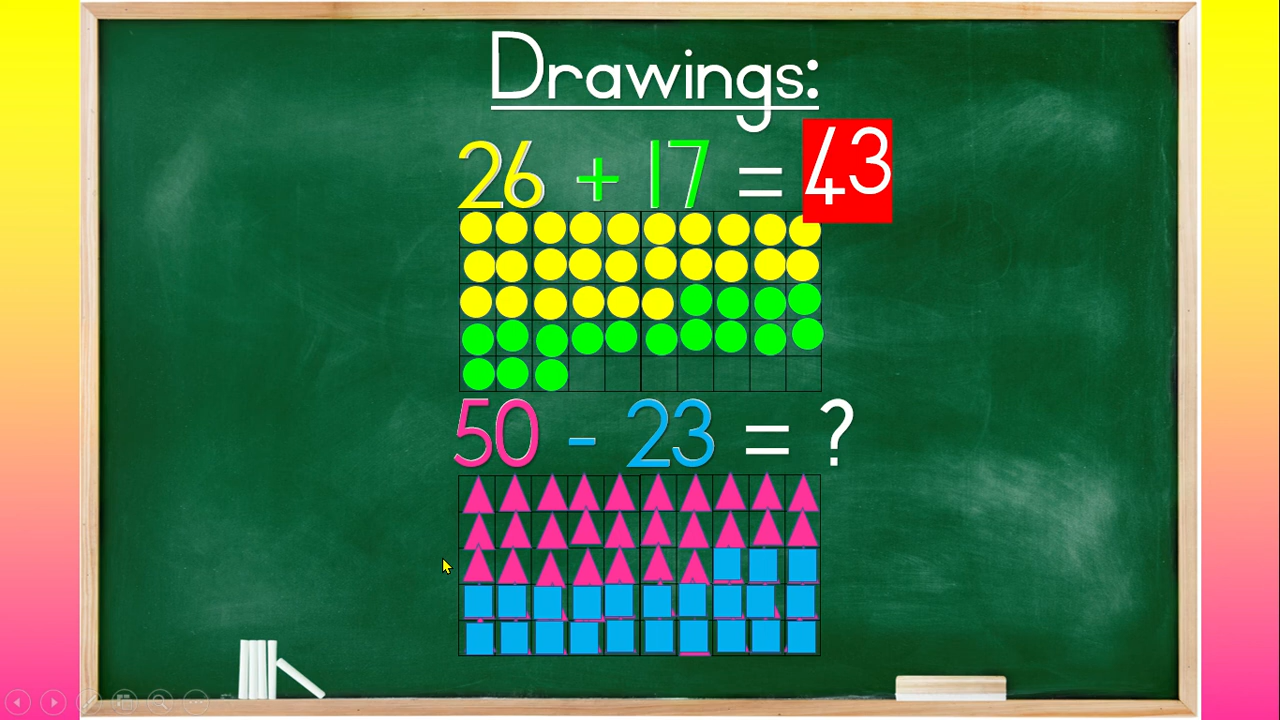 Drawings:
26 + 17 = 43
50 - 23 = ?